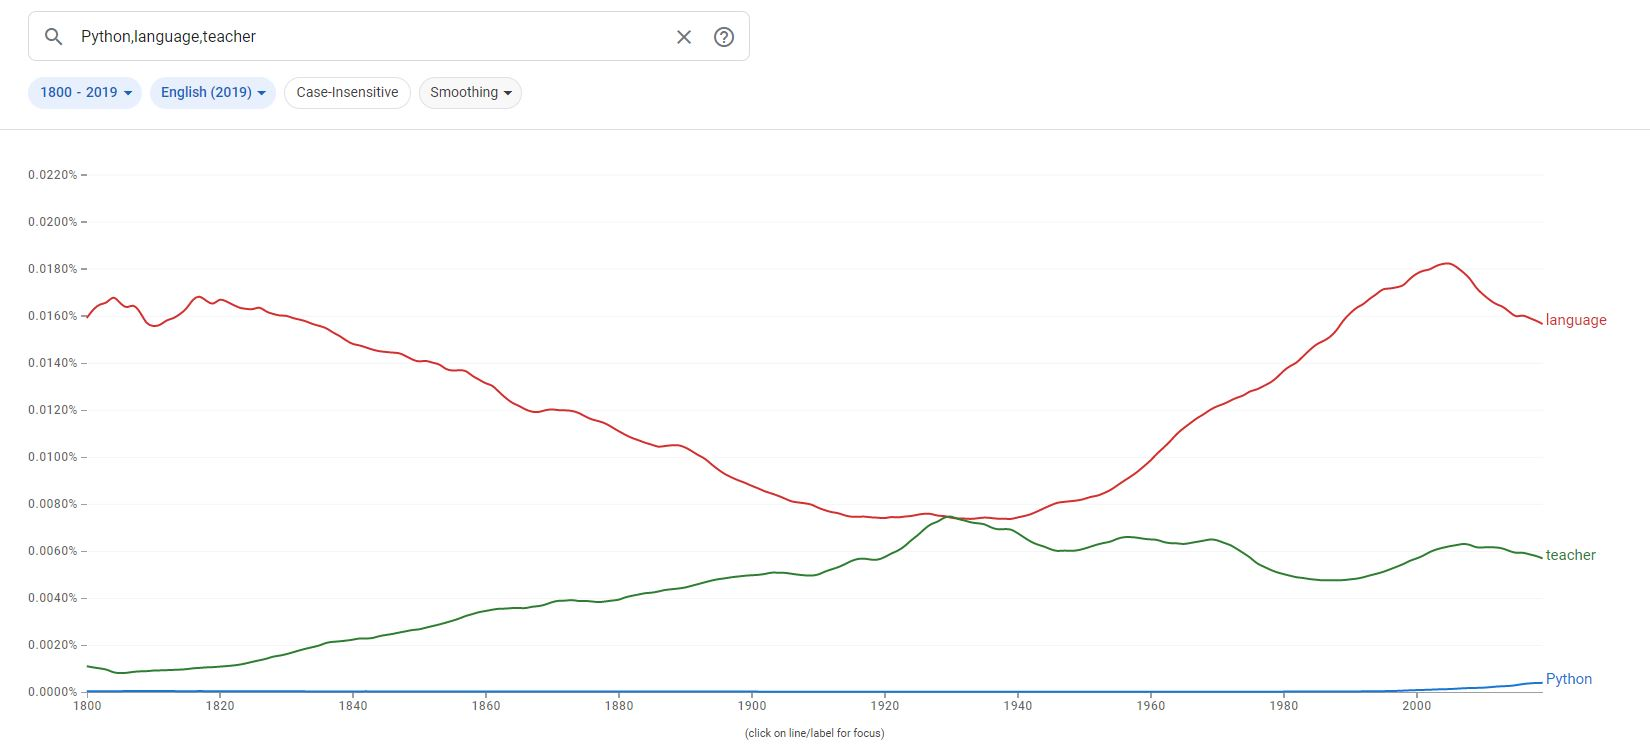 Python,language,teacher
1800 - 2019 English (2019) Case-Insensitive Smoothing
0.0220%
0.0200%
0.0180%
0.0160%
language
0.0140%
0.0120%
0.0100%
0.0080%
0.0060%
teacher
0.0040%
0.0020%
Python
0.0000%
1800 1820 1840 1860 1880 1900 1920 1940 1960 1980 2000
(click on line/label for focus)